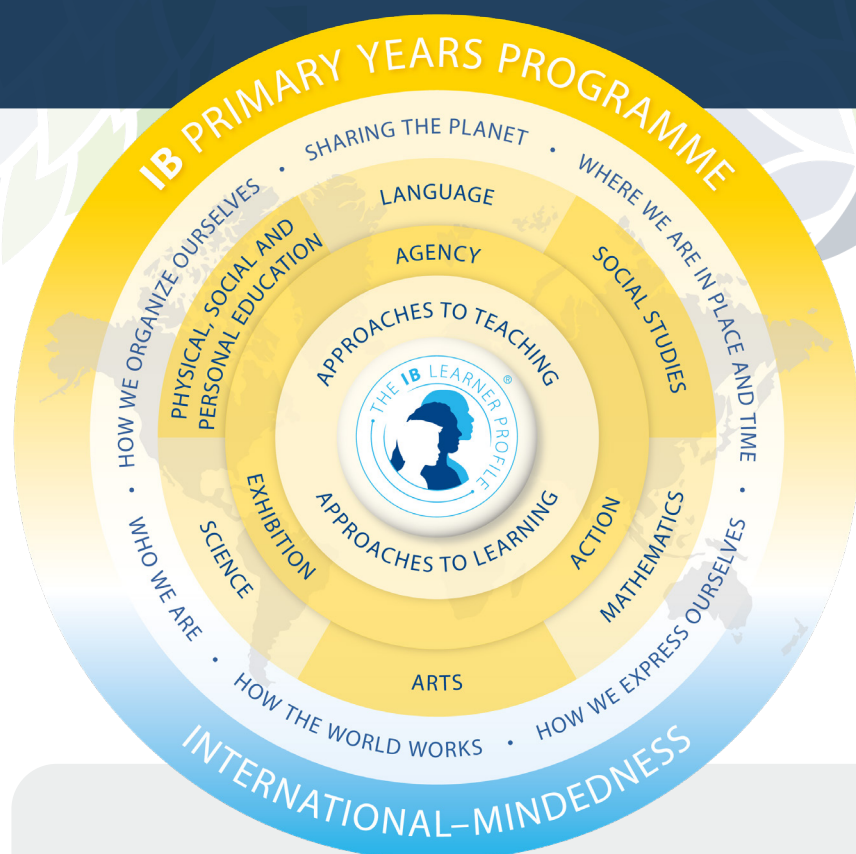 IB PRIMARY YEARS PROGRAMME
SHARING THE PLANET
•
WHERE WE ARE IN PLACE AND TIME
•
HOW WE EXPRESS OURSELVES
•
HOW THE WORLD WORKS
•
WHO WE ARE
•
HOW WE ORGANIZE OURSELVES
•
LANGUAGE
SOCIAL STUDIES
MATHEMATICS
ARTS
SCIENCE
PHYSICAL, SOCIAL AND
PERSONAL EDUCATION
AGENCY
ACTION
EXHIBITION
APPROACHES TO TEACHING
APPROACHES TO LEARNING
THE IB LEARNER PROFILE®
INTERNATIONAL–MINDEDNESS